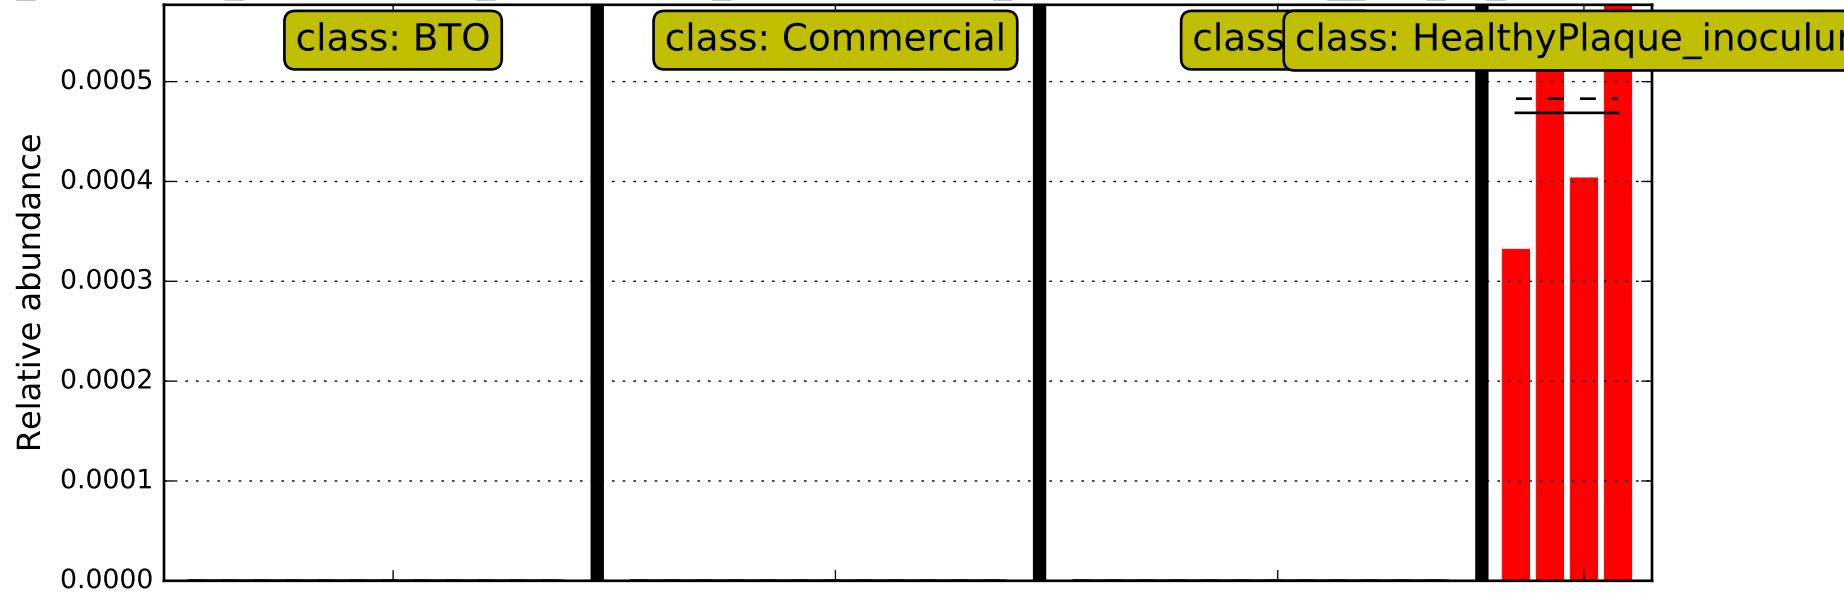 class: BTO
class: Commercial
class
class: HealthyPlaque_inoculu
0.0005
0.0004
0.0003
0.0002
0.0001
0.0000
Relative abundance